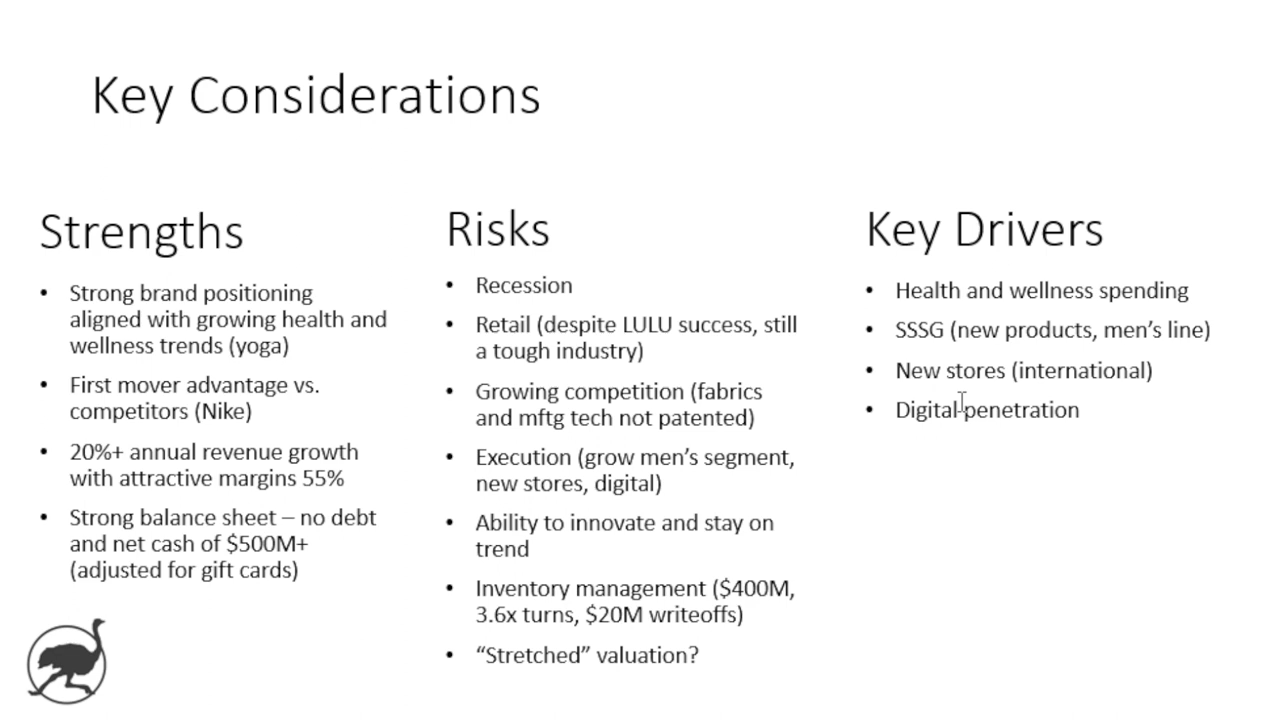 Key Considerations
Strengths
• Strong brand positioning
aligned with growing health and
wellness trends (yoga)
• First mover advantage vs.
competitors (Nike)
• 20%+ annual revenue growth
with attractive margins 55%
• Strong balance sheet – no debt
and net cash of $500M+
(adjusted for gift cards)
Risks
• Recession
• Retail (despite LULU success, still
a tough industry)
• Growing competition (fabrics
and mftg tech not patented)
• Execution (grow men’s segment,
new stores, digital)
• Ability to innovate and stay on
trend
• Inventory management ($400M,
3.6x turns, $20M writeoffs)
• “Stretched” valuation?
Key Drivers
• Health and wellness spending
• SSSG (new products, men’s line)
• New stores (international)
• Digital penetration